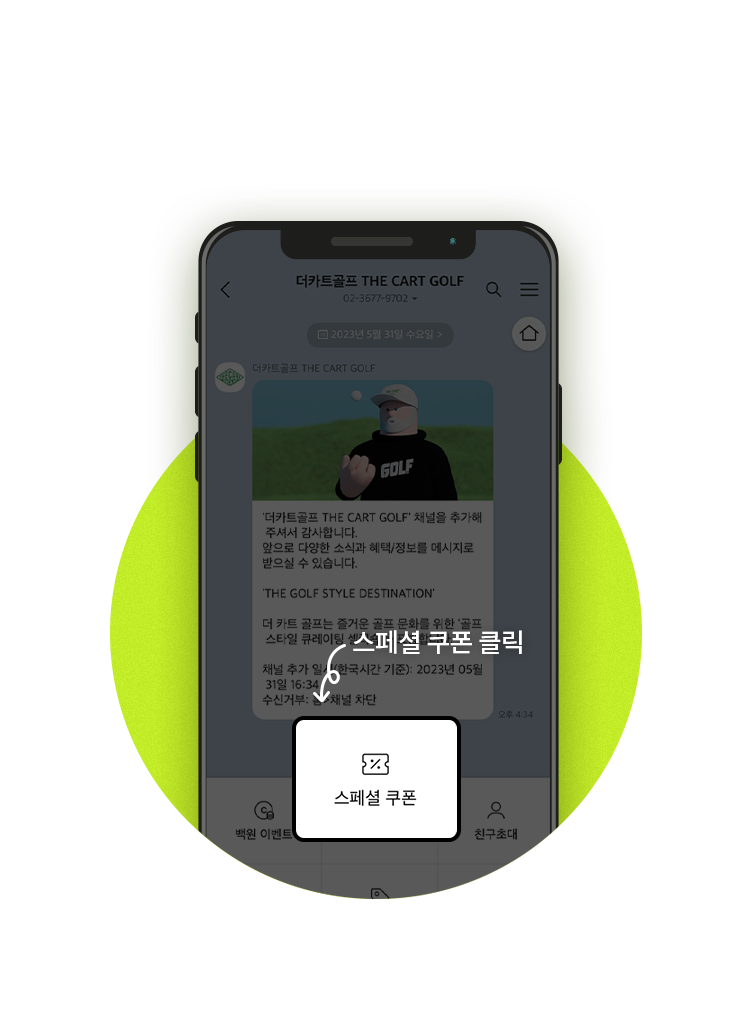 더카트골프 THE CART GOLF
02-3677-9702
2023년 5월 31일 수요일 >
더카트골프 THE CART GOLF
GOLF
'더카트골프 THE CART GOLF' 채널을 추가해
주셔서 감사합니다.
앞으로 다양한 소식과 혜택/정보를 메시지로
받으실 수 있습니다.
'THE GOLF STYLE DESTINATION'
더 카트 골프는 즐거운 골프 문화를 위한 '골프
스타일 큐레이팅
스페셜 쿠폰 클릭
채널 추가 일시(한국시간 기준): 2023년 05월
31일 16:34
수신거부: 홈>채널 차단
오후 4:34
스페셜 쿠폰
백원 이벤트
친구초대